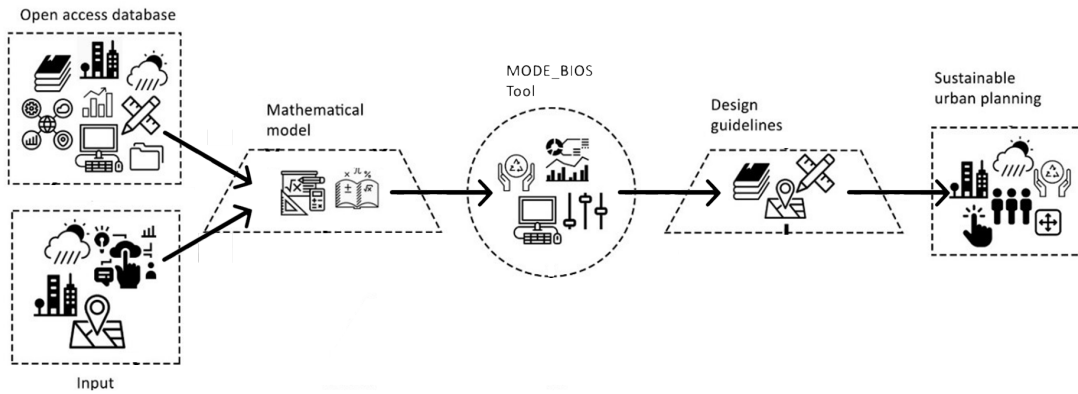 Open access database
Mathematical
model
MODE_BIOS
Tool
Design
guidelines
Sustainable
urban planning
Input